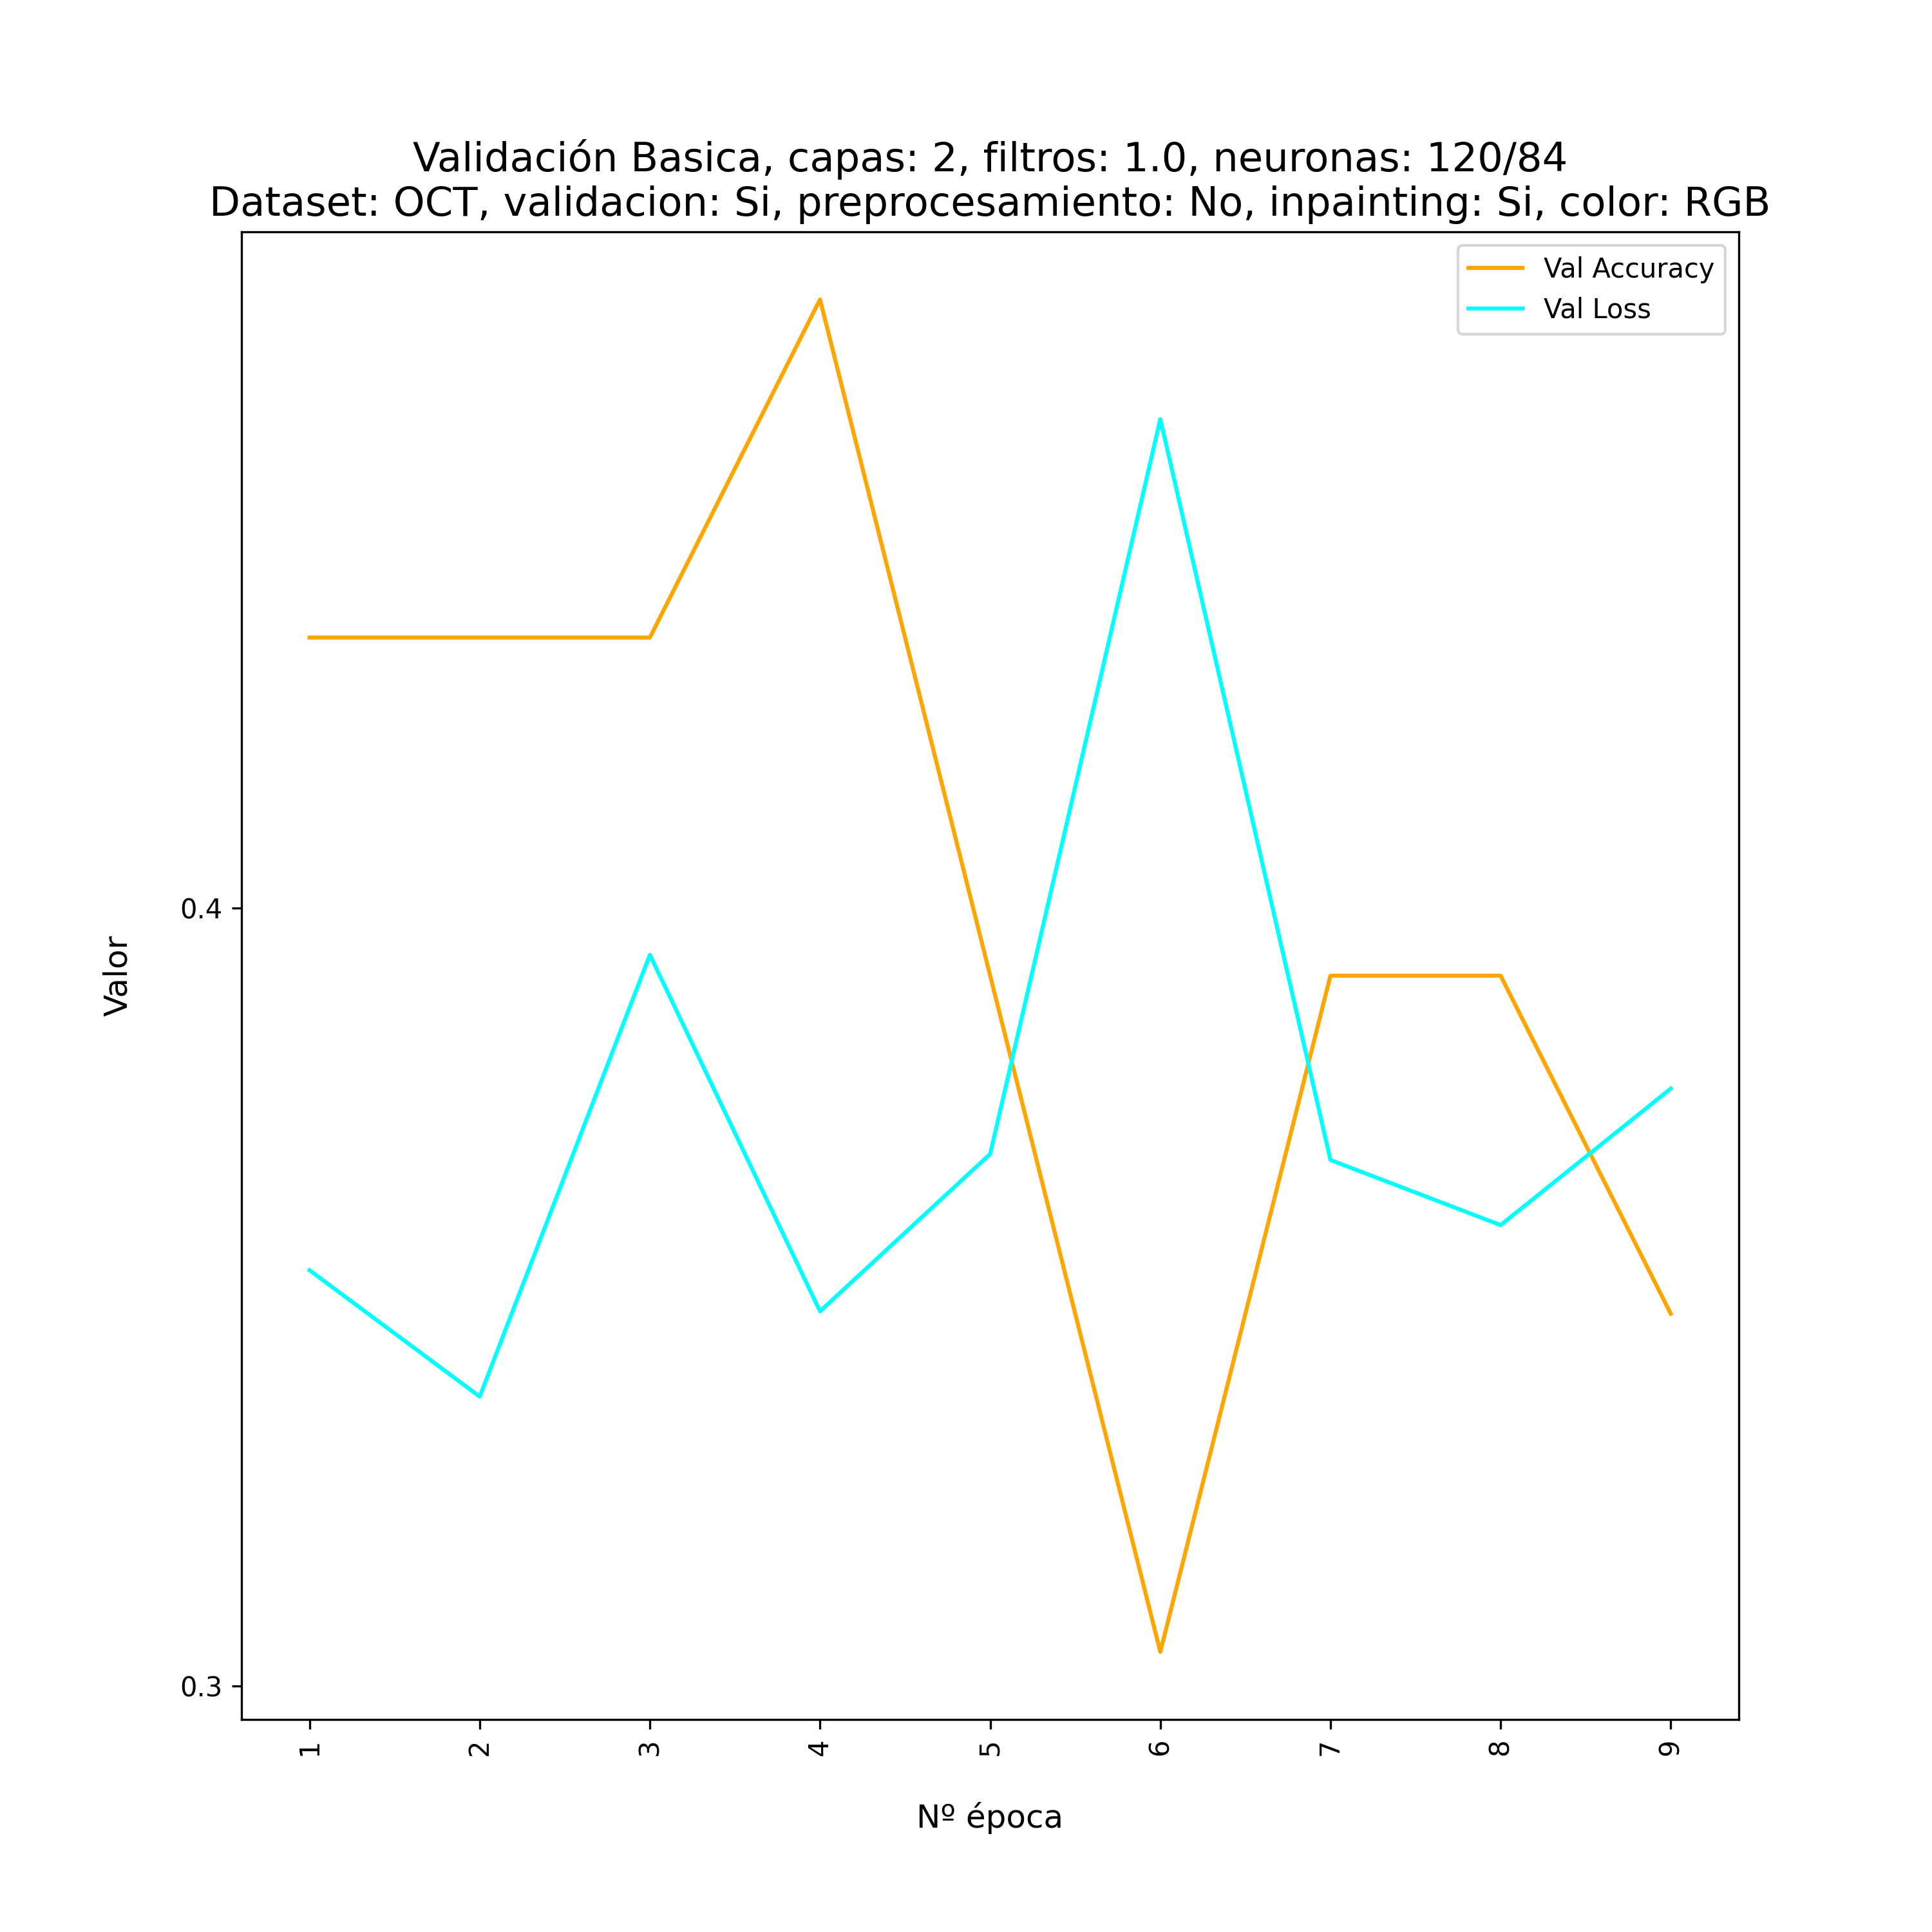 Validación Basica, capas: 2, filtros: 1.0, neuronas: 120/84
Dataset: OCT, validacion: Si, preprocesamiento: No, inpainting: Si, color: RGB
Val Accuracy
Val Loss
0.4
Valor
0.3
1 2 3 4 5 6 7 8 9
Nº época